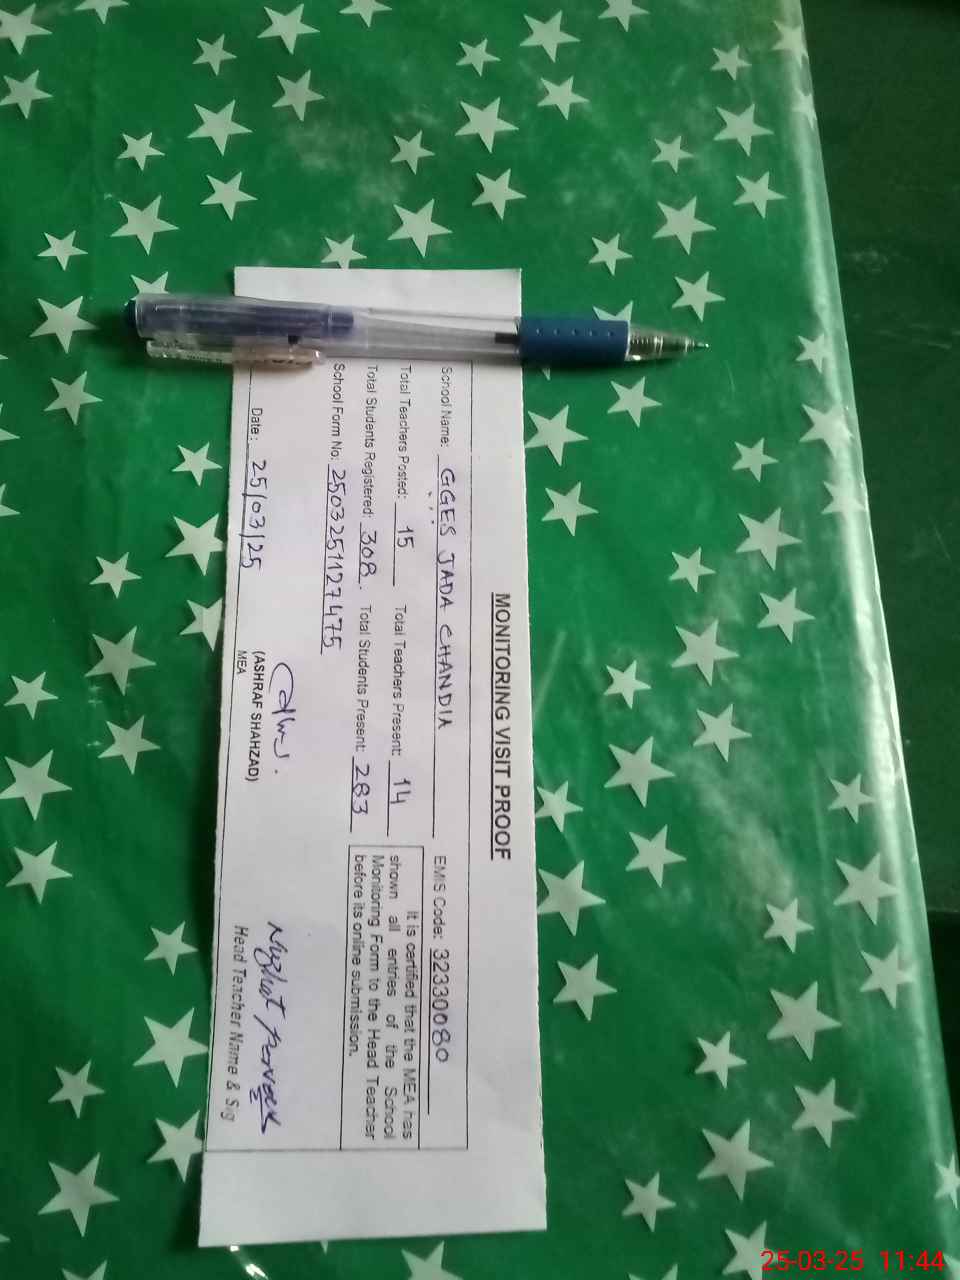 MONITORING VISIT PROOF
School Name: GGES JADA CHANDIA EMIS Code: 32330080
Total Teachers Posted: 15 Total Teachers Present: 14
Total Students Registered: 308 Total Students Present: 283
School Form No: 2503251127475
It is certified that the MEA has
shown all entries of the School
Monitoring Form to the Head Teacher
before its online submission.
Date: 25/03/25
(ASHRAF SHAHZAD)
MEA
Nighat Parveen
Head Teacher Name & Sig
25-03-25 11:44